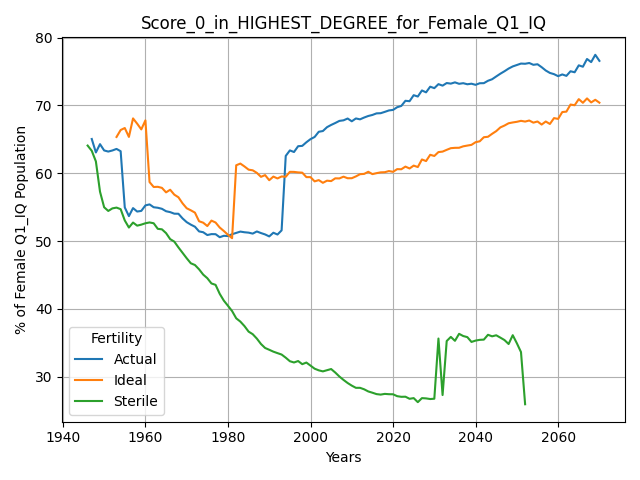 Score_0_in_HIGHEST_DEGREE_for_Female_Q1_IQ
80
70
60
50
40
30
% of Female Q1_IQ Population
Fertility
Actual
Ideal
Sterile
1940 1960 1980 2000 2020 2040 2060
Years